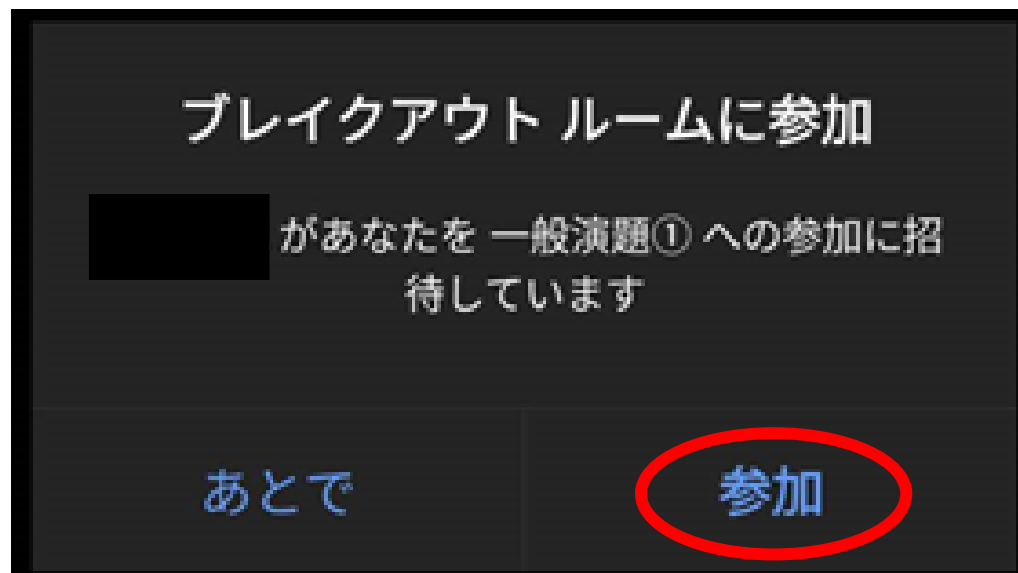 ブレイクアウト ルームに参加
があなたを 一般演題① への参加に招
待しています
あとで
参加